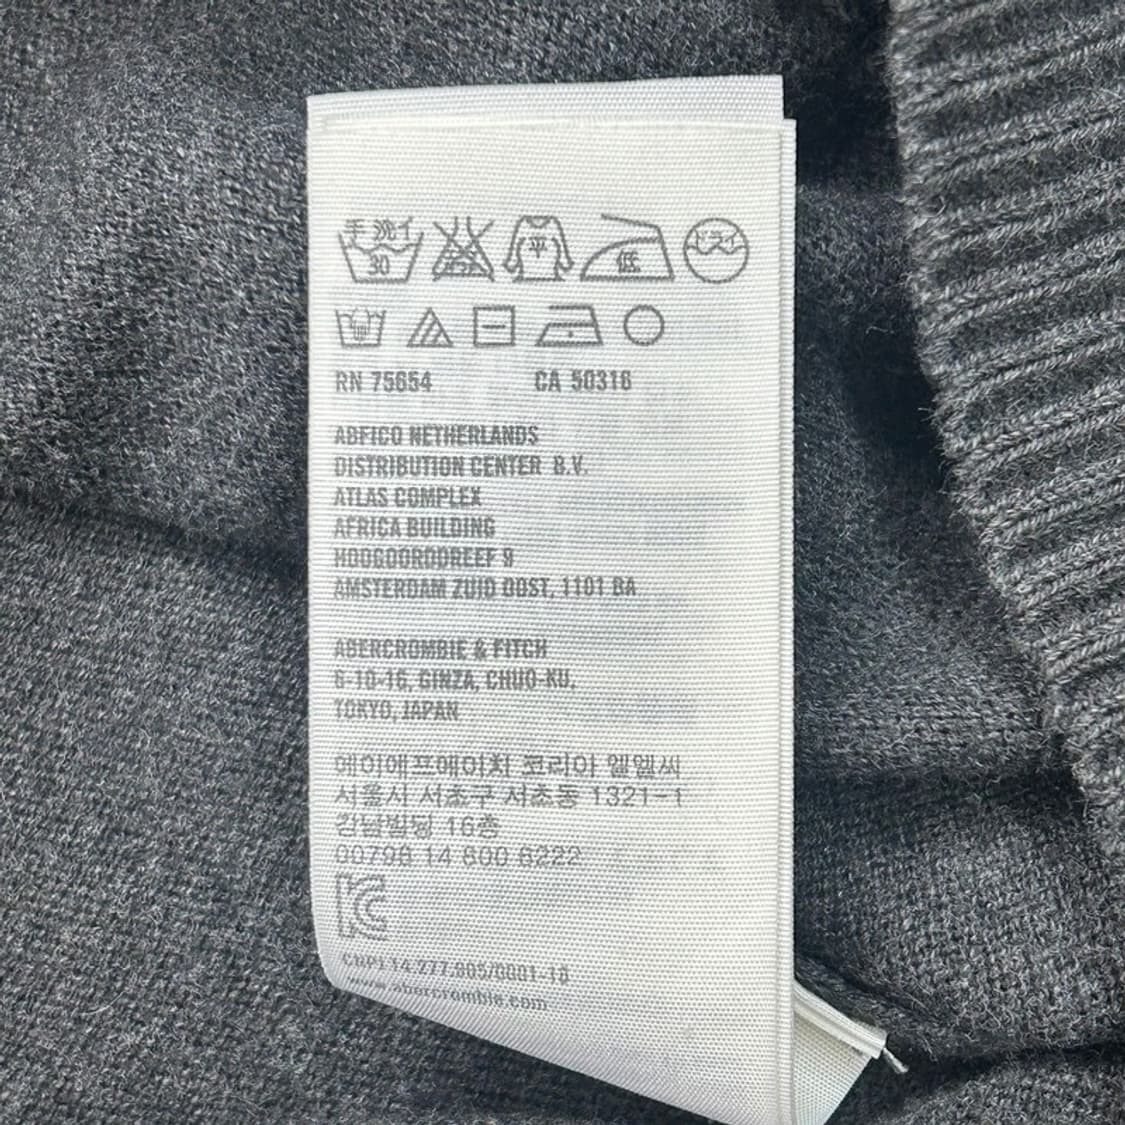 手洗イ 30 平 低 ドライ
RN 75654 CA 50316
ABFICO NETHERLANDS
DISTRIBUTION CENTER B.V.
ATLAS COMPLEX
AFRICA BUILDING
HOOGOORDDREEF 9
AMSTERDAM ZUID OOST, 1101 BA
ABERCROMBIE & FITCH
6-10-16, GINZA, CHUO-KU,
TOKYO, JAPAN
에이에프에이치 코리아 엘엘씨
서울시 서초구 서초동 1321-1
강남빌딩 16층
00798 14 800 6222
KC
www.abercrombie.com